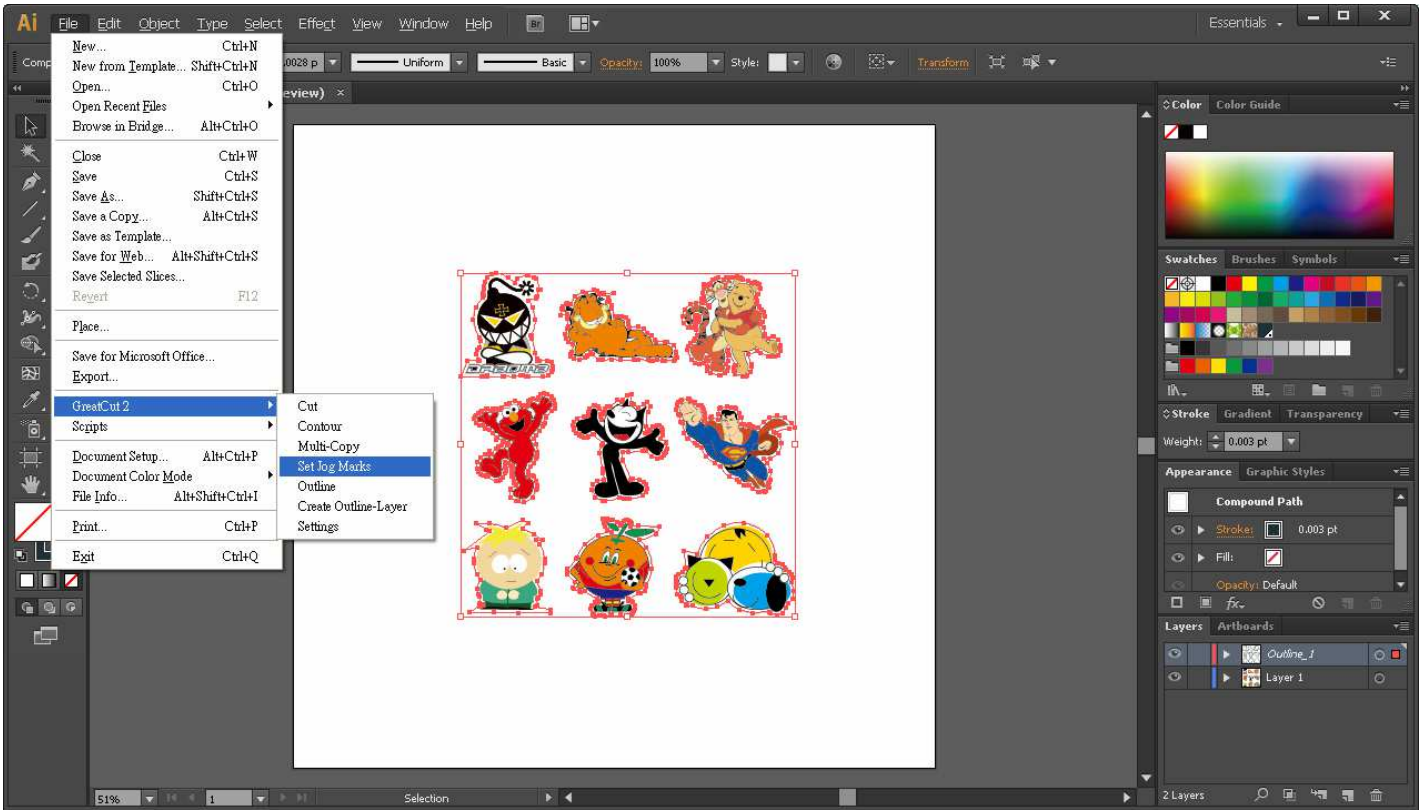 Ai File Edit Object Type Select Effect View Window Help Br Essentials
Comp .0028 p Uniform Basic Opacity: 100% Style: Transform
eview) ×
New... Ctrl+N
New from Template... Shift+Ctrl+N
Open... Ctrl+O
Open Recent Files
Browse in Bridge... Alt+Ctrl+O
Close Ctrl+W
Save Ctrl+S
Save As... Shift+Ctrl+S
Save a Copy... Alt+Ctrl+S
Save as Template...
Save for Web... Alt+Shift+Ctrl+S
Save Selected Slices...
Revert F12
Place...
Save for Microsoft Office...
Export...
GreatCut 2
Scripts
Document Setup... Alt+Ctrl+P
Document Color Mode
File Info... Alt+Shift+Ctrl+I
Print... Ctrl+P
Exit Ctrl+Q
Cut
Contour
Multi-Copy
Set Jog Marks
Outline
Create Outline-Layer
Settings
Color Color Guide
Swatches Brushes Symbols
Stroke Gradient Transparency
Weight: 0.003 pt
Appearance Graphic Styles
Compound Path
Stroke: 0.003 pt
Fill:
Opacity: Default
fx
Layers Artboards
Outline_1
Layer 1
2 Layers
51% 1 Selection